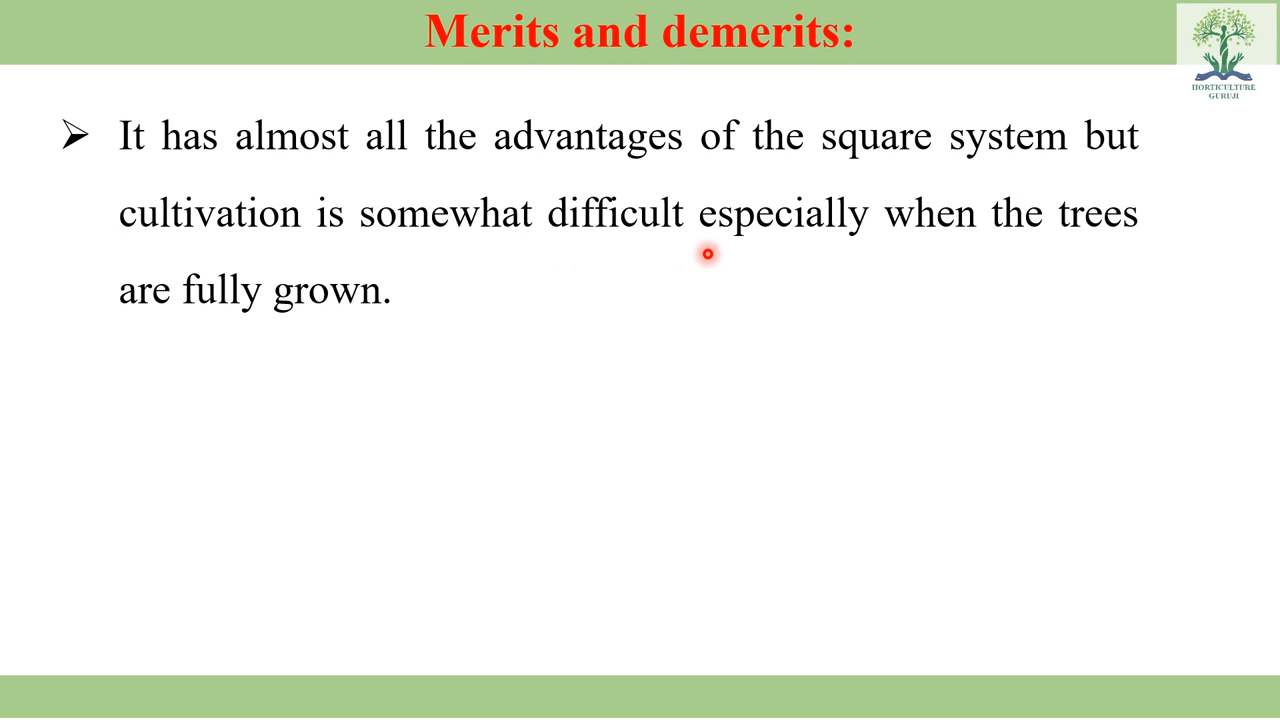 Merits and demerits:
HORTICULTURE
GURUJI
➢ It has almost all the advantages of the square system but
cultivation is somewhat difficult especially when the trees
are fully grown.